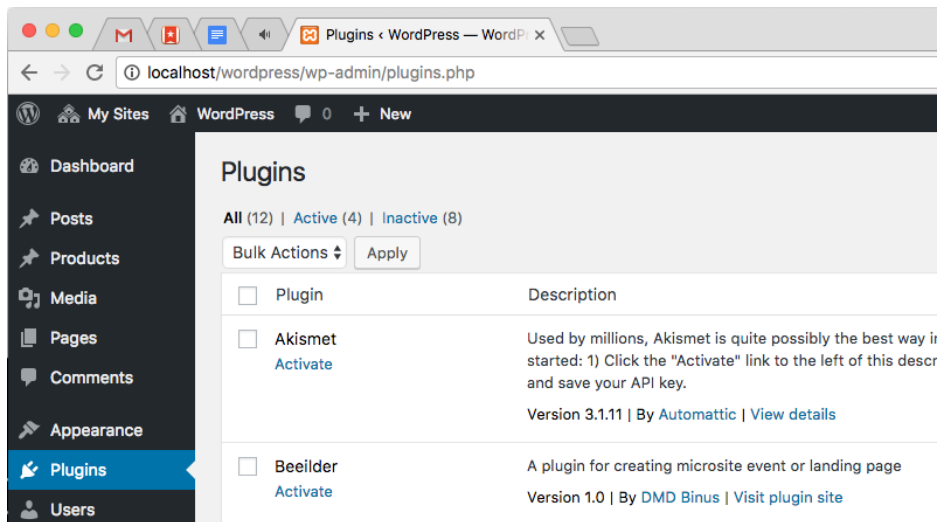 Plugins ‹ WordPress — WordP
localhost/wordpress/wp-admin/plugins.php
My Sites WordPress 0 + New
Dashboard
Posts
Products
Media
Pages
Comments
Appearance
Plugins
Users
Plugins
All (12) | Active (4) | Inactive (8)
Bulk Actions Apply
Plugin Description
Akismet
Activate
Used by millions, Akismet is quite possibly the best way
started: 1) Click the "Activate" link to the left of this descr
and save your API key.
Version 3.1.11 | By Automattic | View details
Beeilder
Activate
A plugin for creating microsite event or landing page
Version 1.0 | By DMD Binus | Visit plugin site